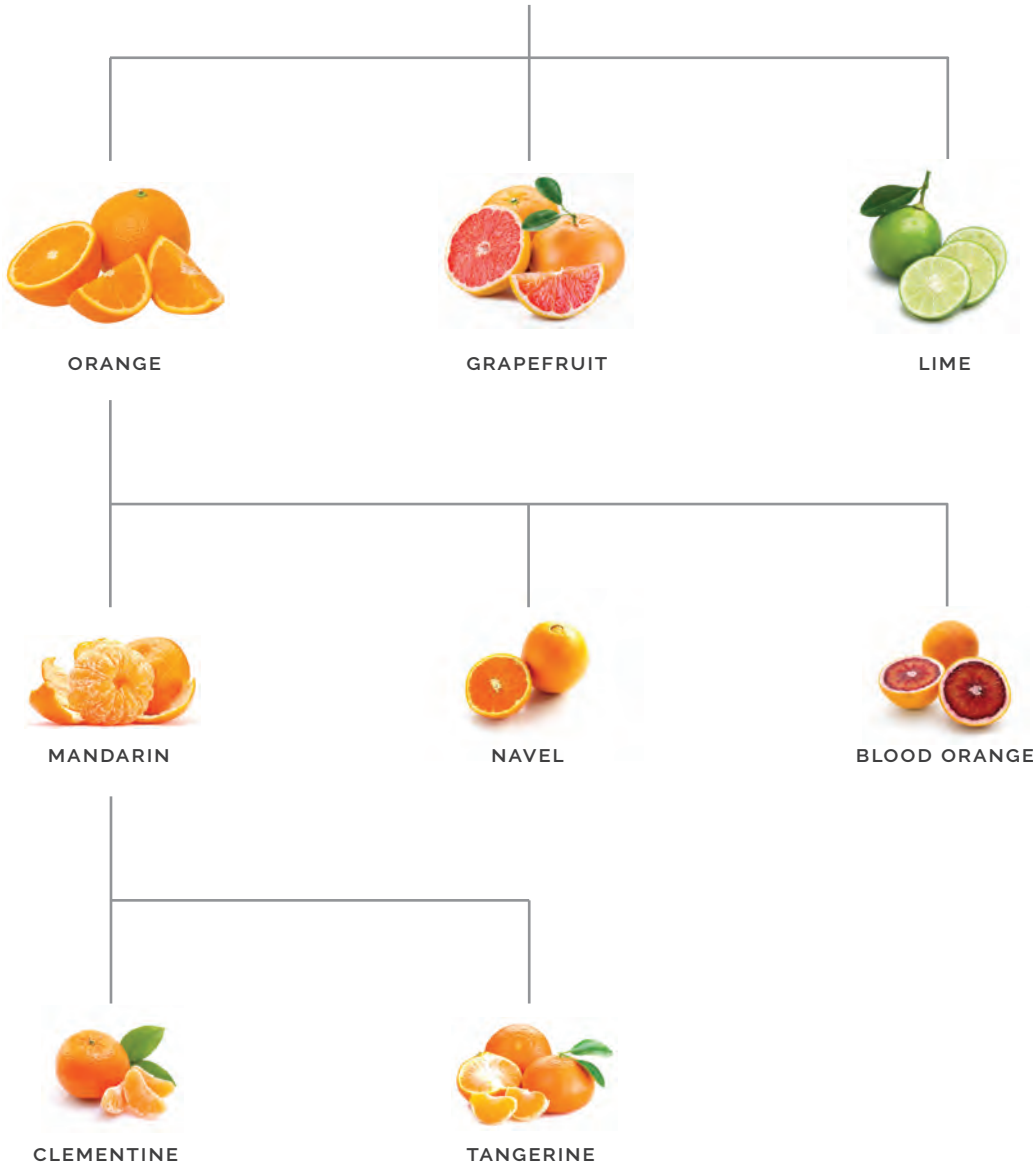 ORANGE
GRAPEFRUIT
LIME
MANDARIN
NAVEL
BLOOD ORANGE
CLEMENTINE
TANGERINE